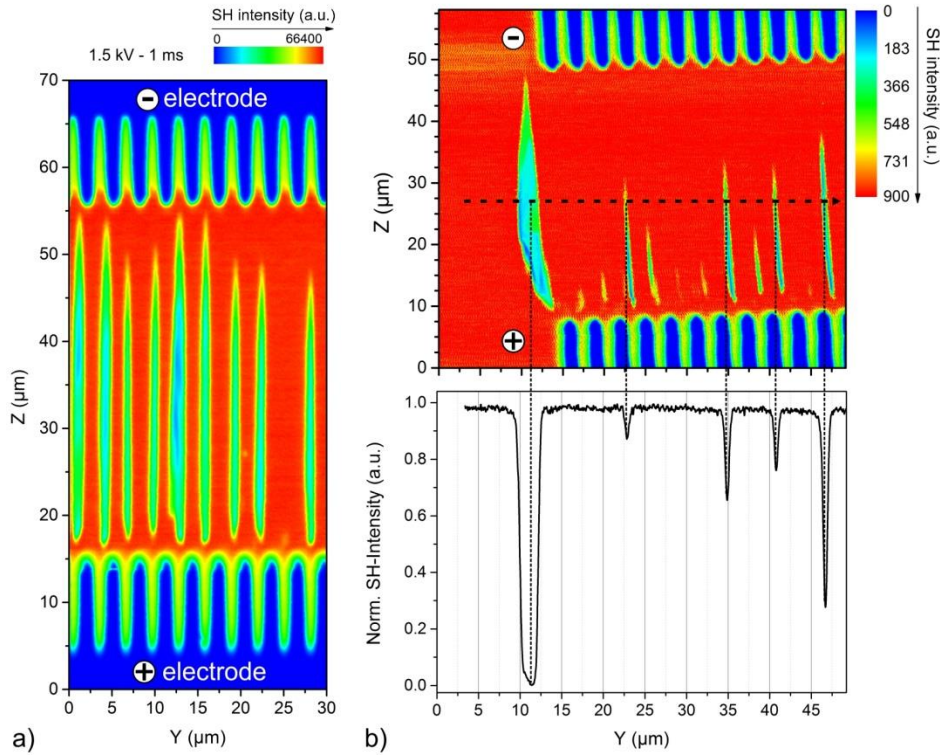 SH intensity (a.u.)
0 66400
1.5 kV - 1 ms
70
60
50
40
30
20
10
0
Z (µm)
- electrode
+ electrode
0 5 10 15 20 25 30
Y (µm)
a)
50
40
30
20
10
0
Z (µm)
-
+
0
183
366
548
731
900
SH intensity (a.u.)
1.0
0.8
0.6
0.4
0.2
0.0
Norm. SH-Intensity (a.u.)
0 5 10 15 20 25 30 35 40 45
Y (µm)
b)